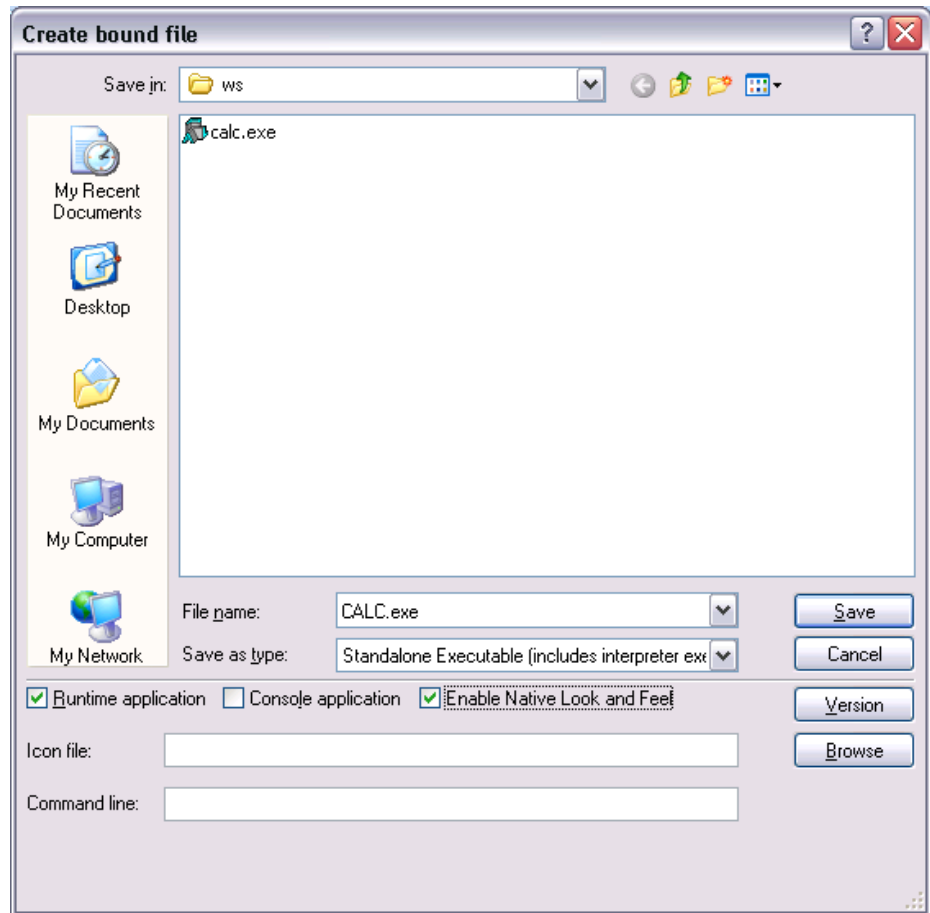 Create bound file
Save in:
ws
calc.exe
My Recent
Documents
Desktop
My Documents
My Computer
My Network
File name:
CALC.exe
Save
Save as type:
Standalone Executable (includes interpreter exe
Cancel
Runtime application
Console application
Enable Native Look and Feel
Version
Icon file:
Browse
Command line: